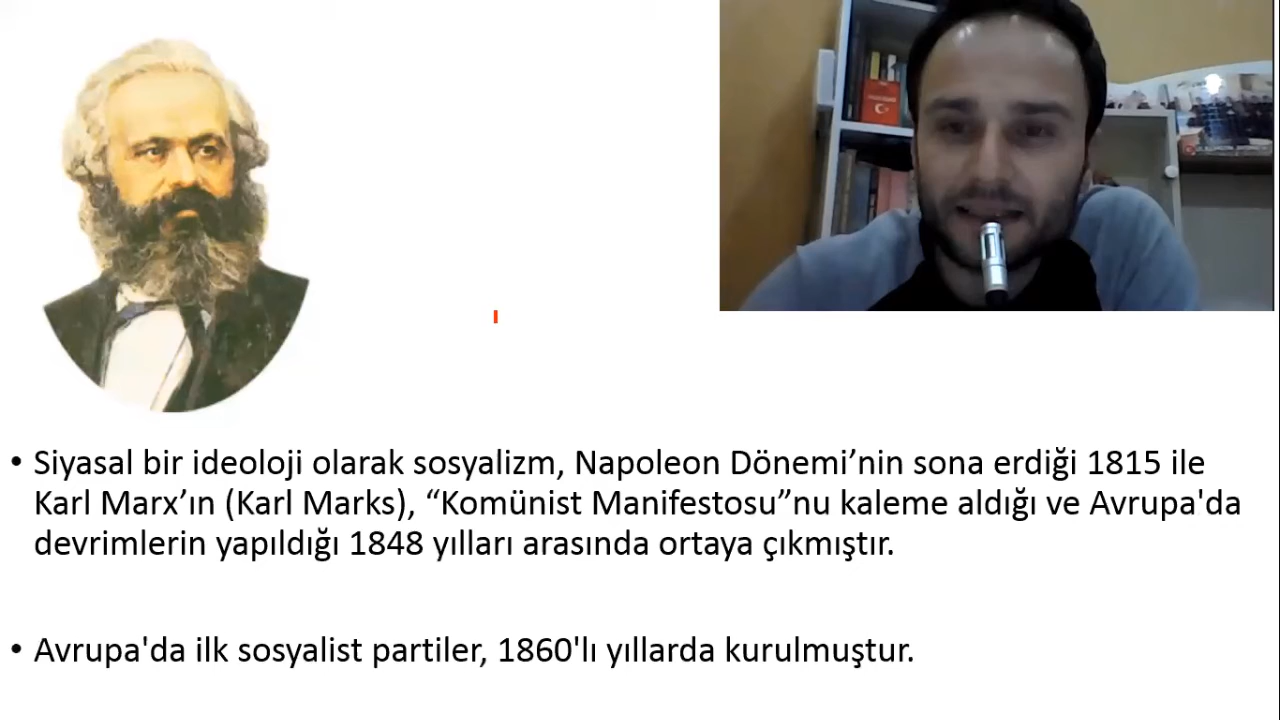 • Siyasal bir ideoloji olarak sosyalizm, Napoleon Dönemi’nin sona erdiği 1815 ile
Karl Marx’ın (Karl Marks), “Komünist Manifestosu”nu kaleme aldığı ve Avrupa'da
devrimlerin yapıldığı 1848 yılları arasında ortaya çıkmıştır.
• Avrupa'da ilk sosyalist partiler, 1860'lı yıllarda kurulmuştur.